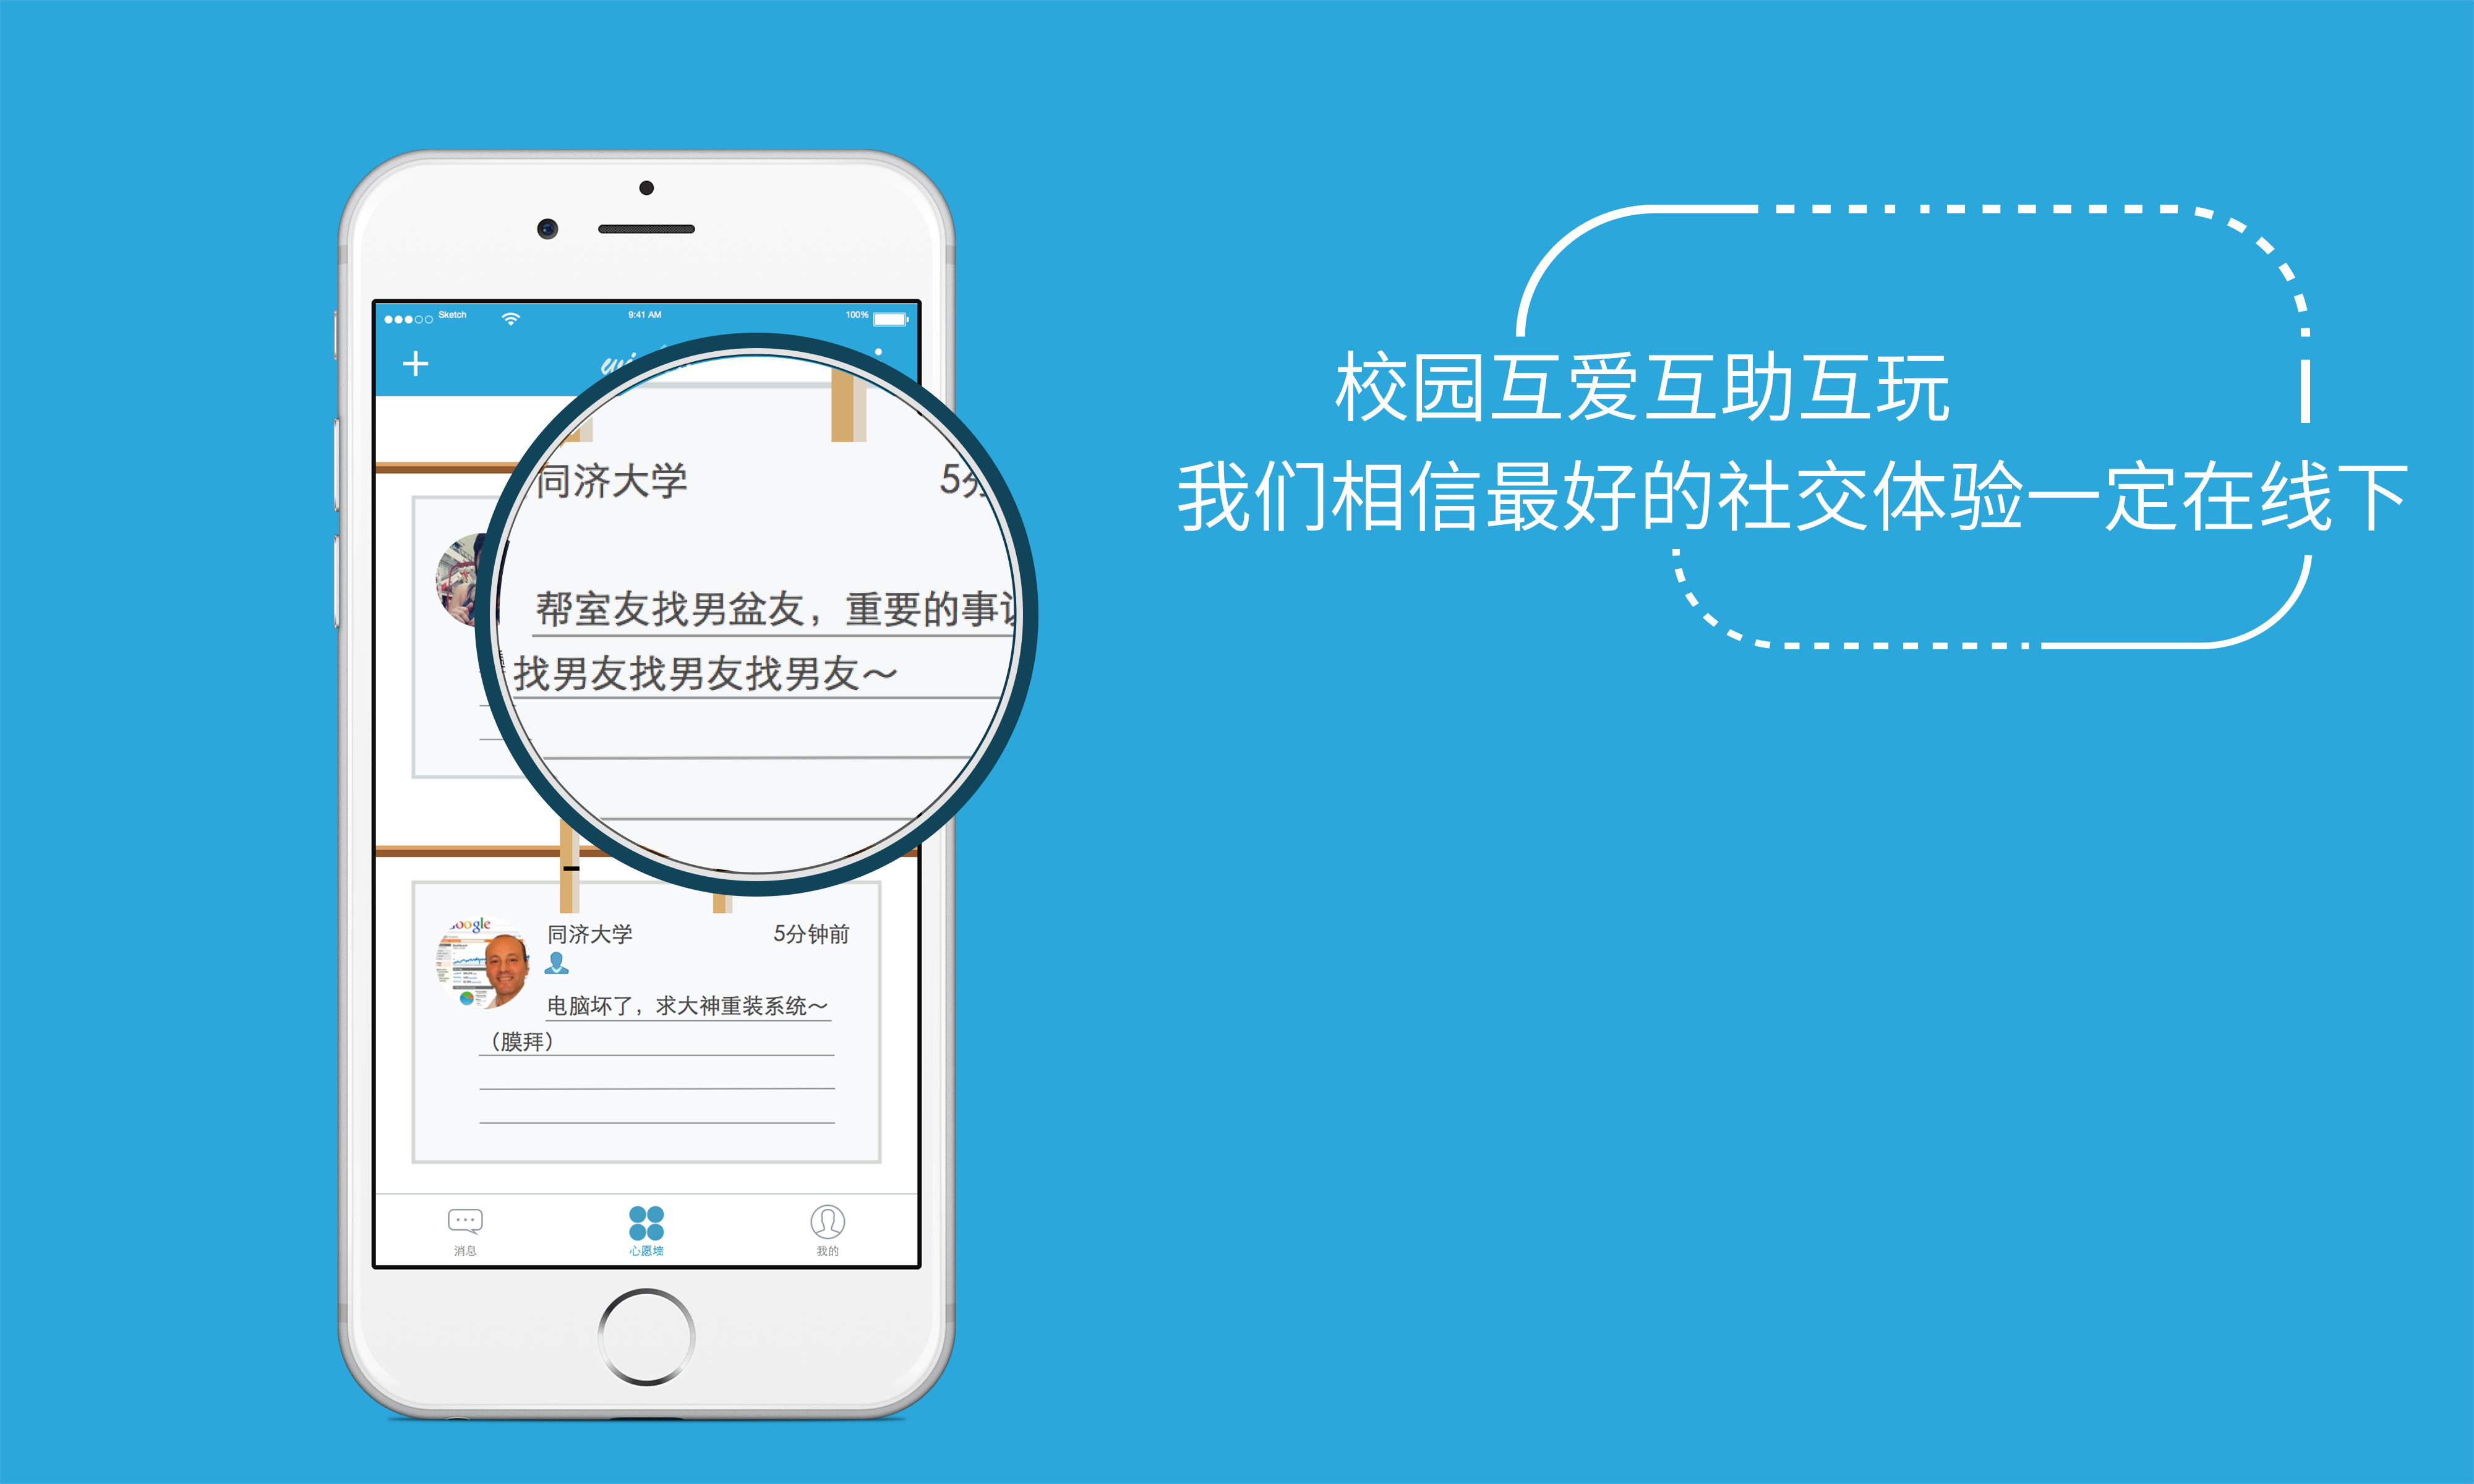 Sketch
9:41 AM
100%
同济大学
帮室友找男盆友，重要的事
找男友找男友找男友～
同济大学
5分钟前
电脑坏了，求大神重装系统～
（膜拜）
消息
心愿墙
我的
校园互爱互助互玩
我们相信最好的社交体验一定在线下